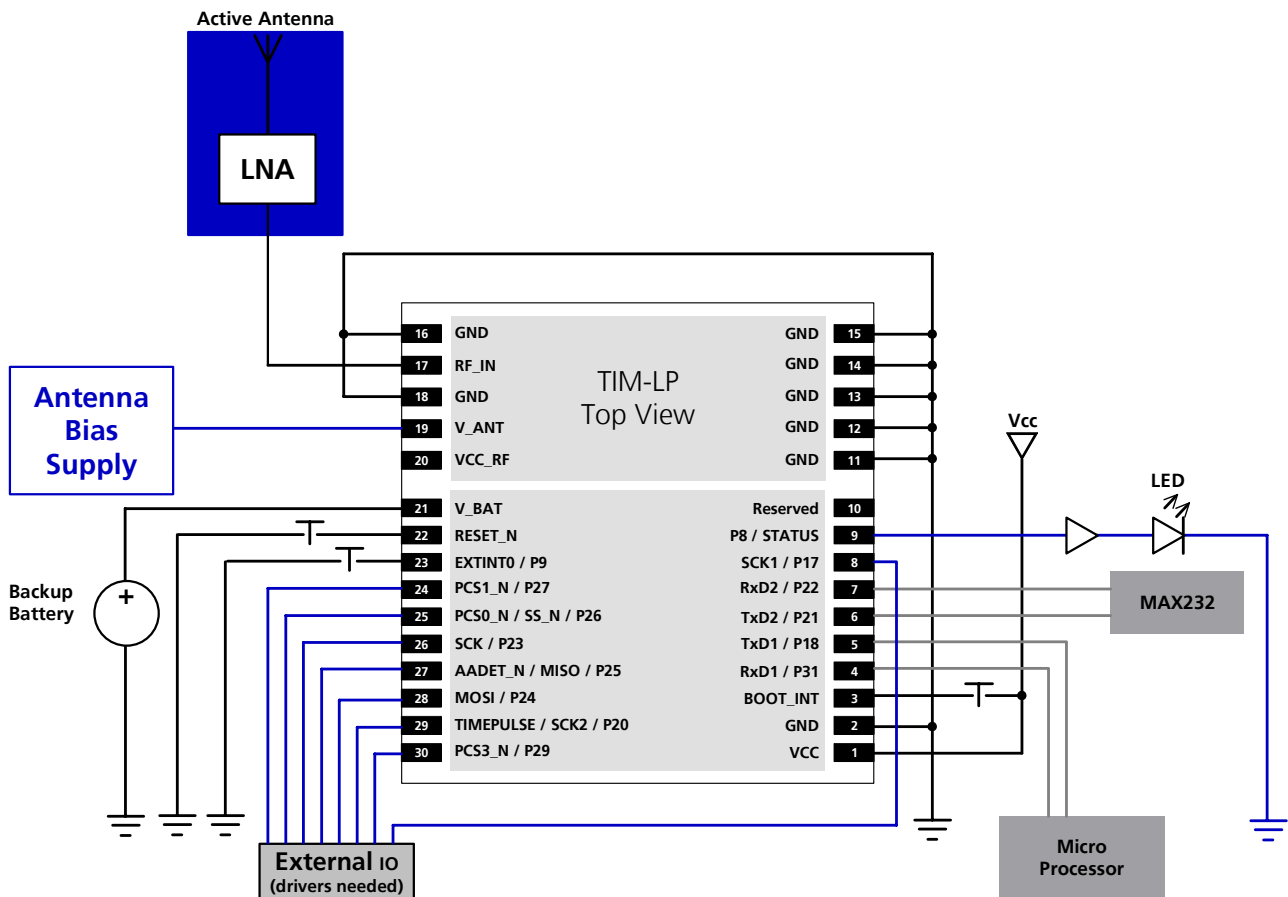 Active Antenna
LNA
TIM-LP
Top View
16 GND
17 RF_IN
18 GND
19 V_ANT
20 VCC_RF
21 V_BAT
22 RESET_N
23 EXTINT0 / P9
24 PCS1_N / P27
25 PCS0_N / SS_N / P26
26 SCK / P23
27 AADET_N / MISO / P25
28 MOSI / P24
29 TIMEPULSE / SCK2 / P20
30 PCS3_N / P29
GND 15
GND 14
GND 13
GND 12
GND 11
Reserved 10
P8 / STATUS 9
SCK1 / P17 8
RxD2 / P22 7
TxD2 / P21 6
TxD1 / P18 5
RxD1 / P31 4
BOOT_INT 3
GND 2
VCC 1
Antenna
Bias
Supply
Backup
Battery
+
Vcc
LED
MAX232
Micro
Processor
External IO
(drivers needed)